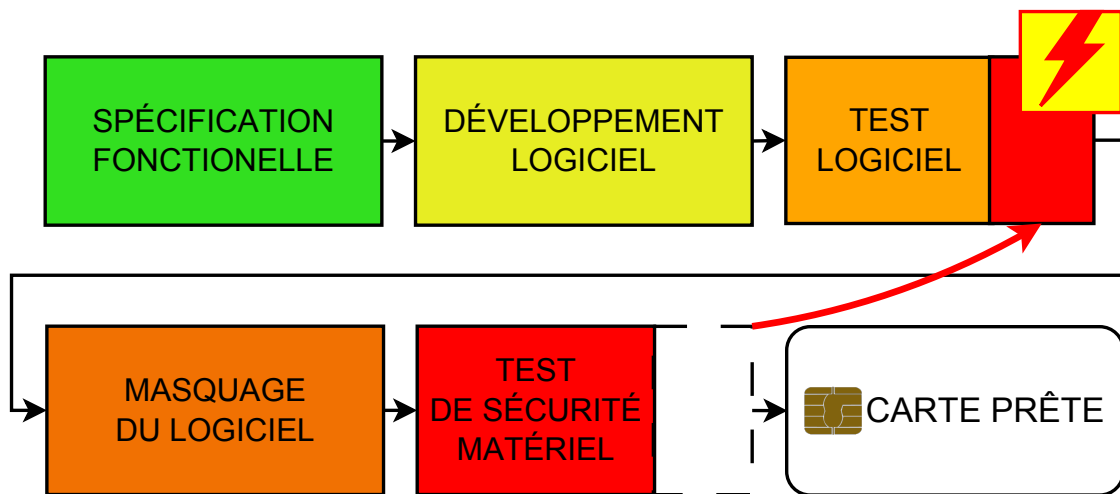 SPÉCIFICATION
FONCTIONELLE
DÉVELOPPEMENT
LOGICIEL
TEST
LOGICIEL
MASQUAGE
DU LOGICIEL
TEST
DE SÉCURITÉ
MATÉRIEL
CARTE PRÊTE